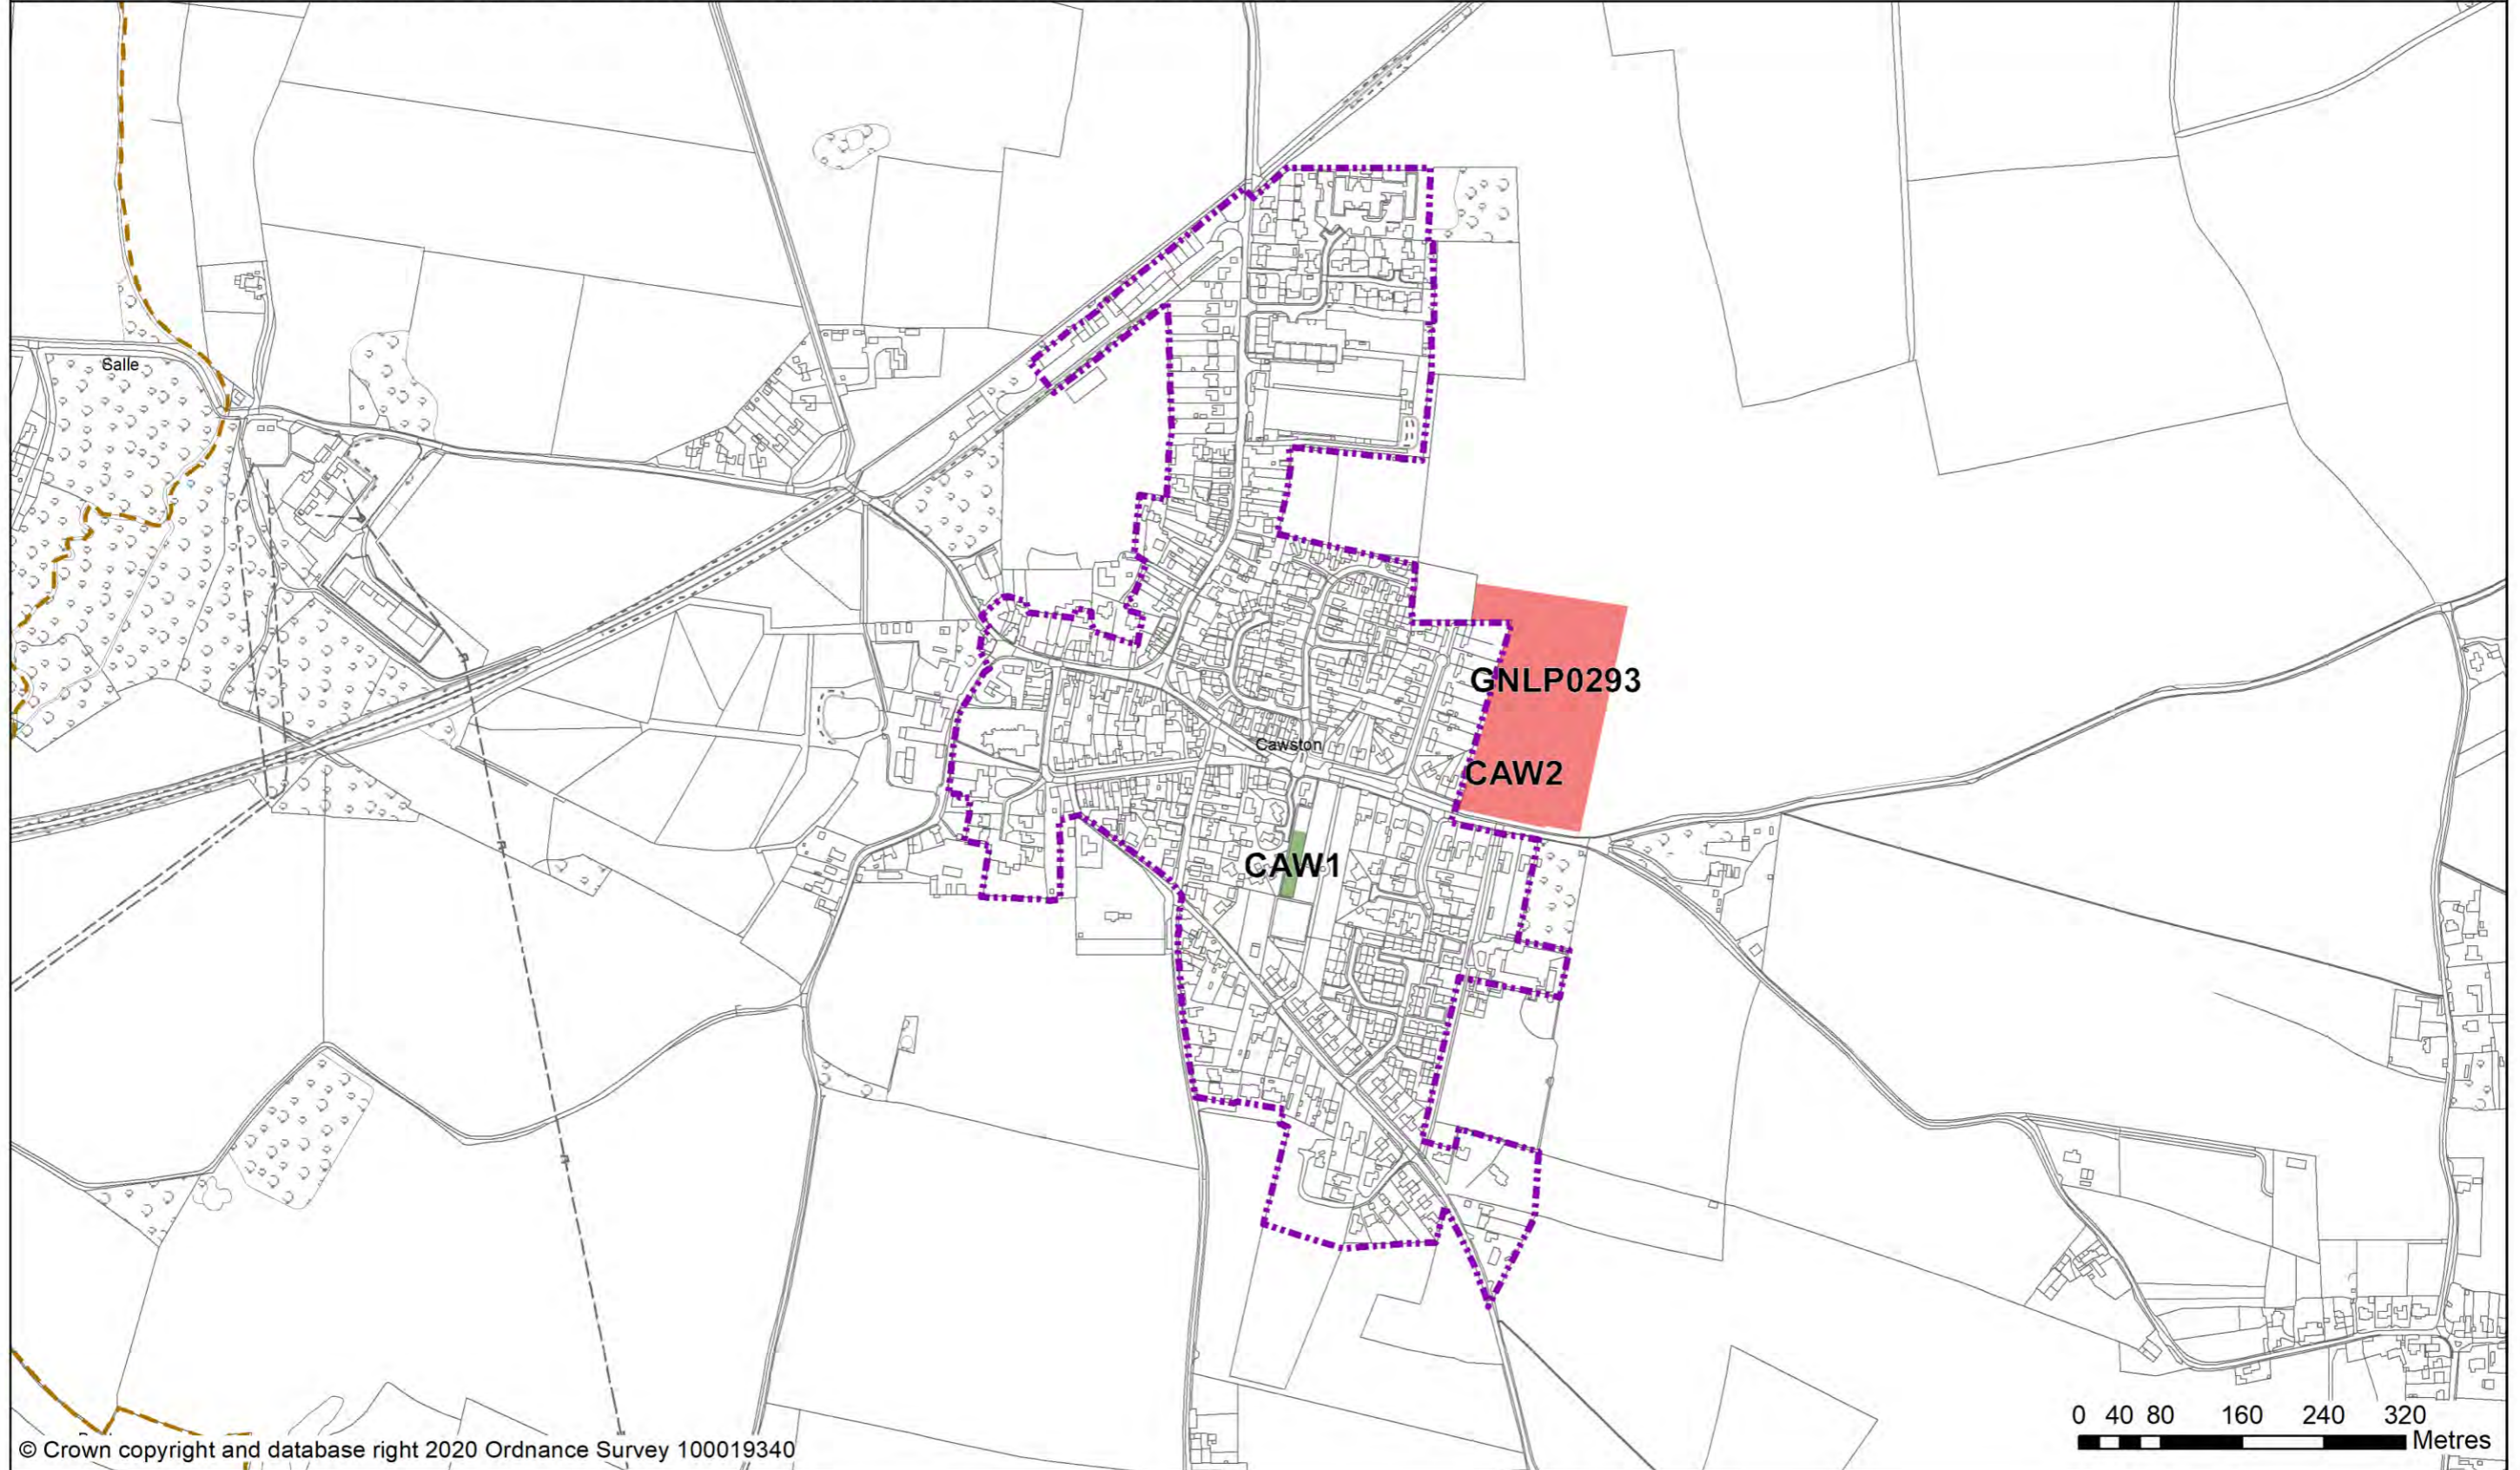 Salle
GNLP0293
Cawston
CAW2
CAW1
0 40 80 160 240 320
Metres
© Crown copyright and database right 2020 Ordnance Survey 100019340